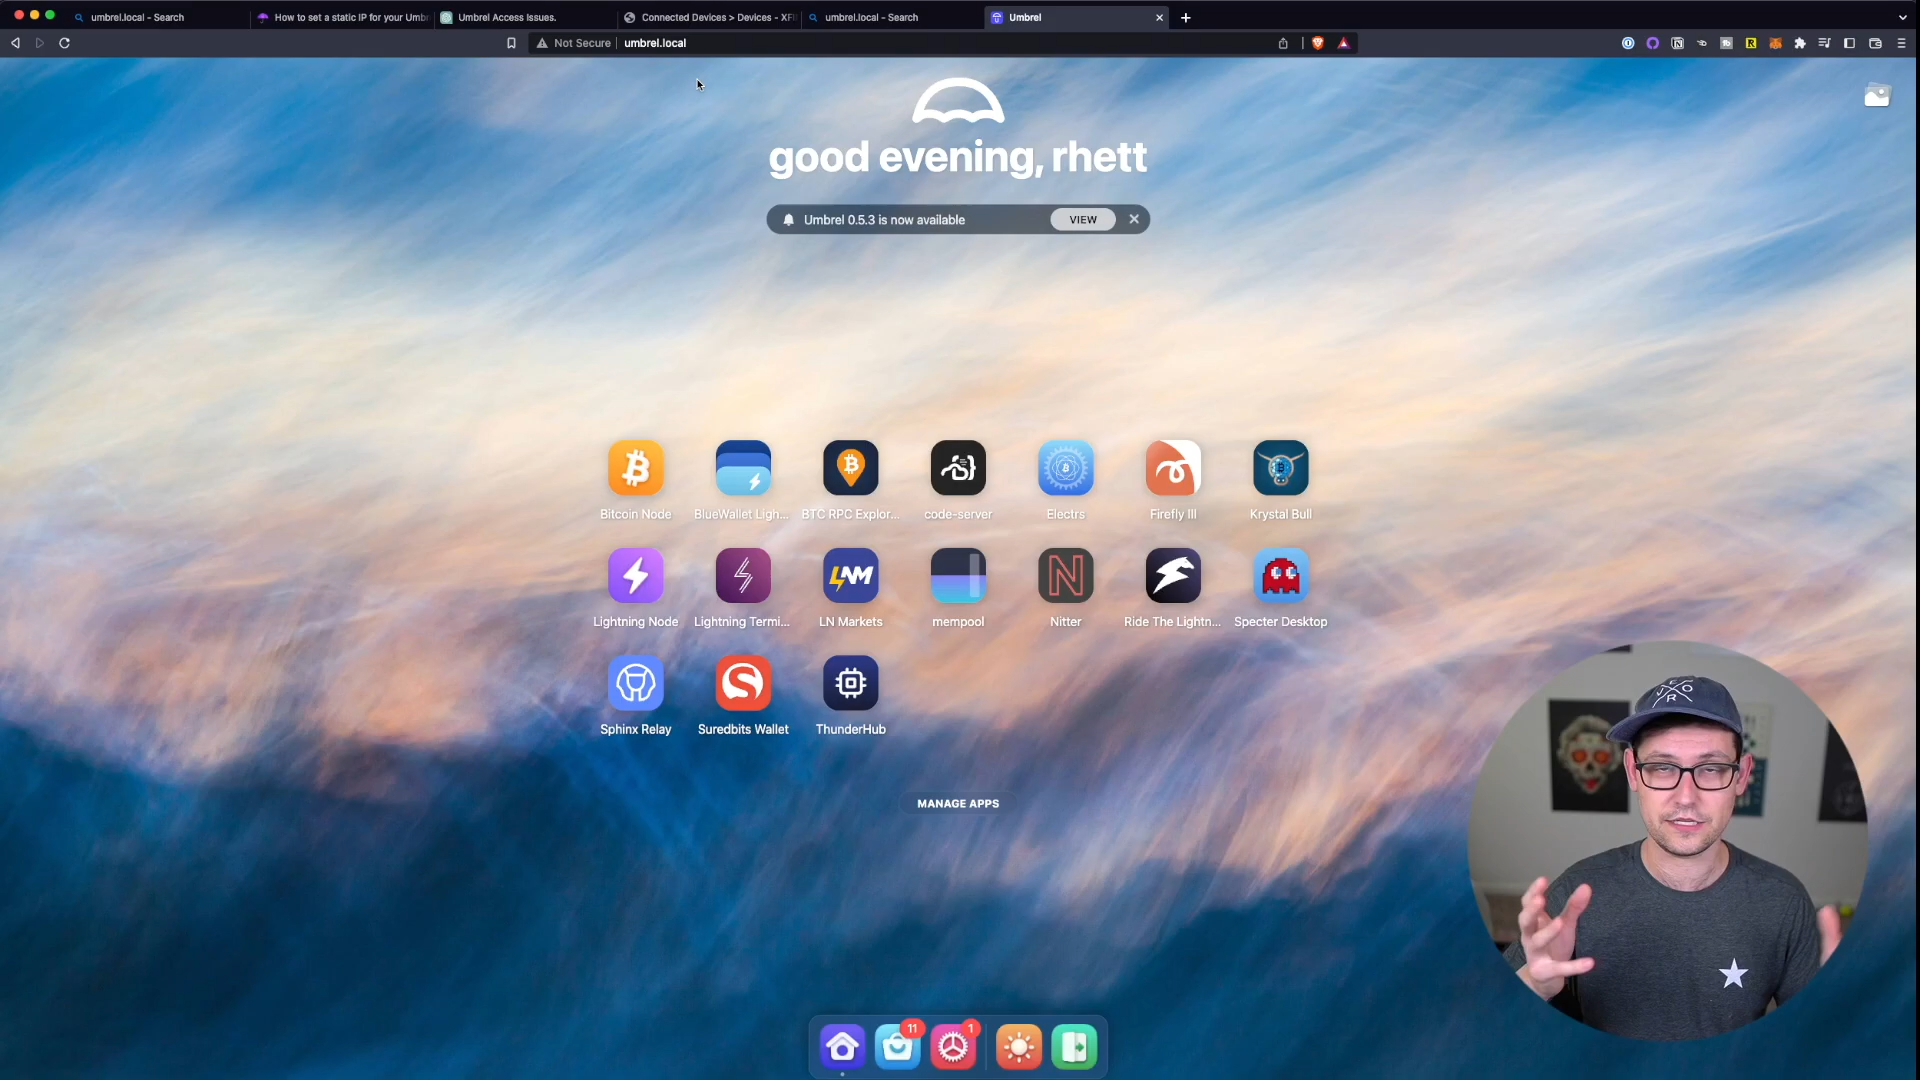 umbrel.local - Search
How to set a static IP for your Umbr
Umbrel Access Issues.
Connected Devices > Devices - XFI
umbrel.local - Search
Umbrel
Not Secure
umbrel.local
good evening, rhett
Umbrel 0.5.3 is now available
VIEW
Bitcoin Node
BlueWallet Ligh...
BTC RPC Explor...
code-server
Electrs
Firefly III
Krystal Bull
LNM
N
Lightning Node
Lightning Termi...
LN Markets
mempool
Nitter
Ride The Lightn...
Specter Desktop
Sphinx Relay
Suredbits Wallet
ThunderHub
MANAGE APPS
11
1